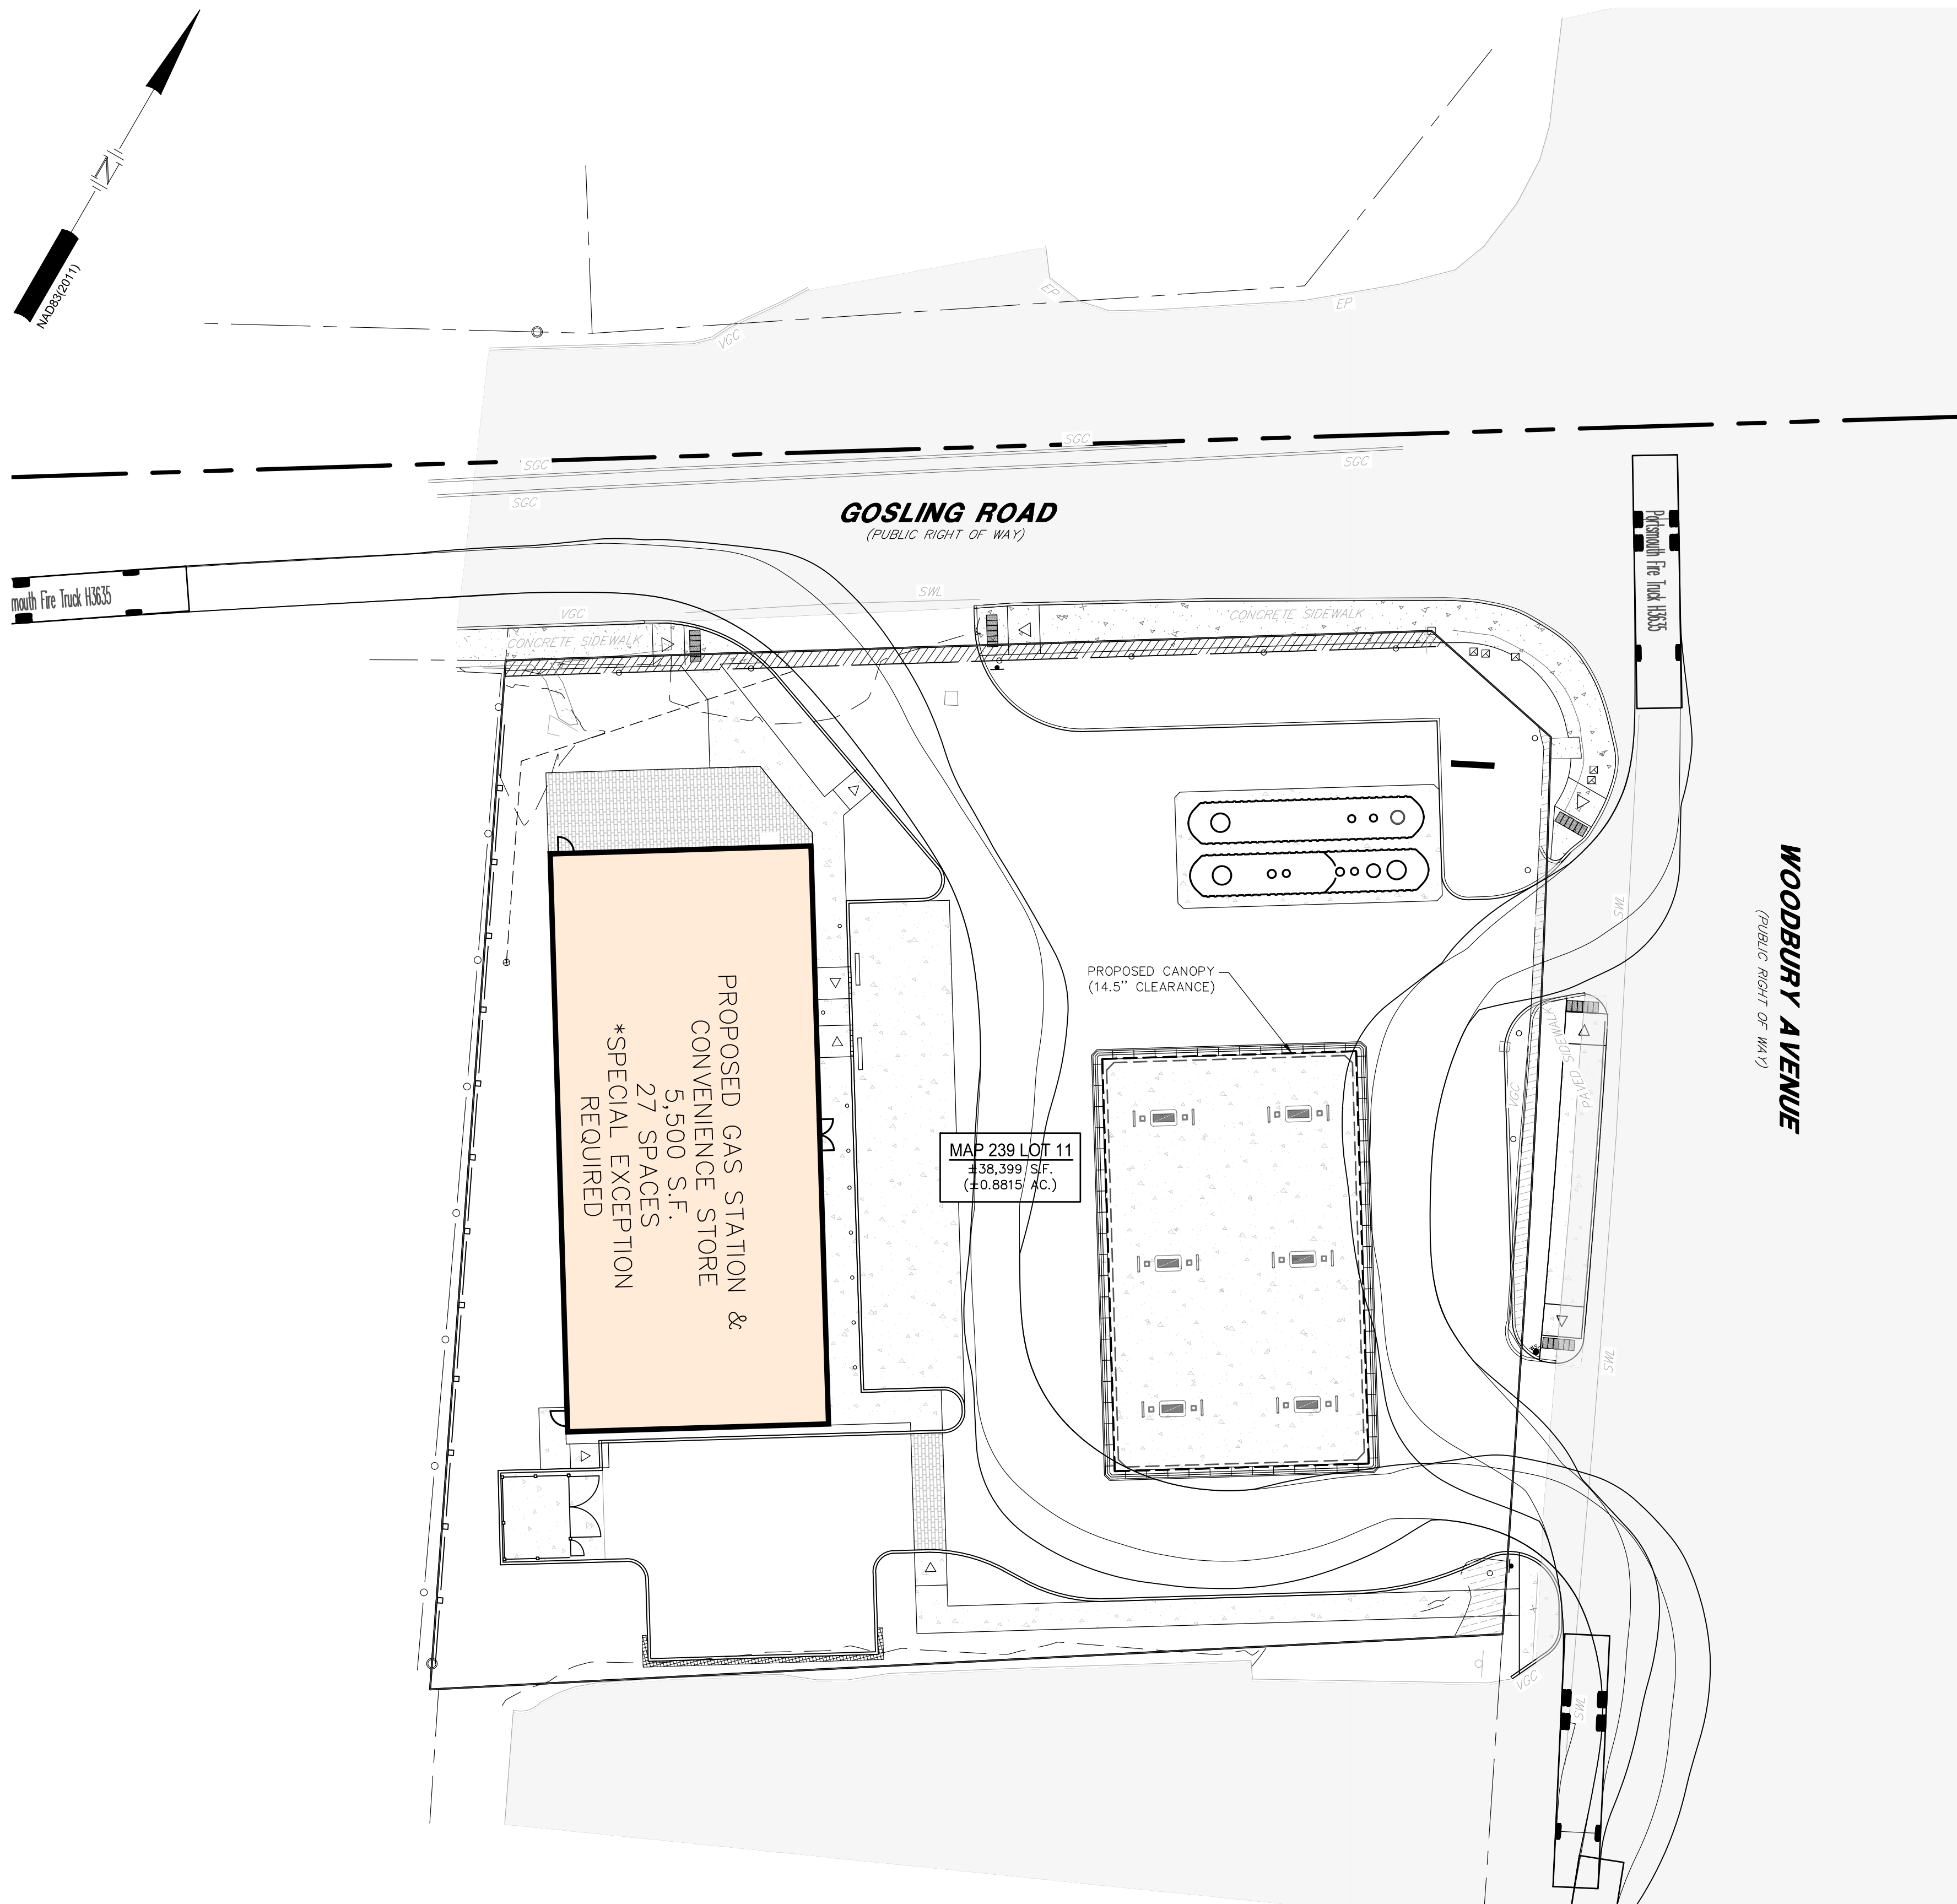 N
NAD83(2011)
EP
EP
VGC
SGC
SGC
SGC
SGC
GOSLING ROAD
(PUBLIC RIGHT OF WAY)
mouth Fire Truck H3635
Portsmouth Fire Truck H3635
SWL
VGC
CONCRETE SIDEWALK
CONCRETE SIDEWALK
WOODBURY AVENUE
(PUBLIC RIGHT OF WAY)
SWL
PROPOSED CANOPY
(14.5" CLEARANCE)
PAVED SIDEWALK
VGC
PROPOSED GAS STATION &
CONVENIENCE STORE
5,500 S.F.
27 SPACES
*SPECIAL EXCEPTION
REQUIRED
MAP 239 LOT 11
±38,399 S.F.
(±0.8815 AC.)
SWL
VGC
SWL